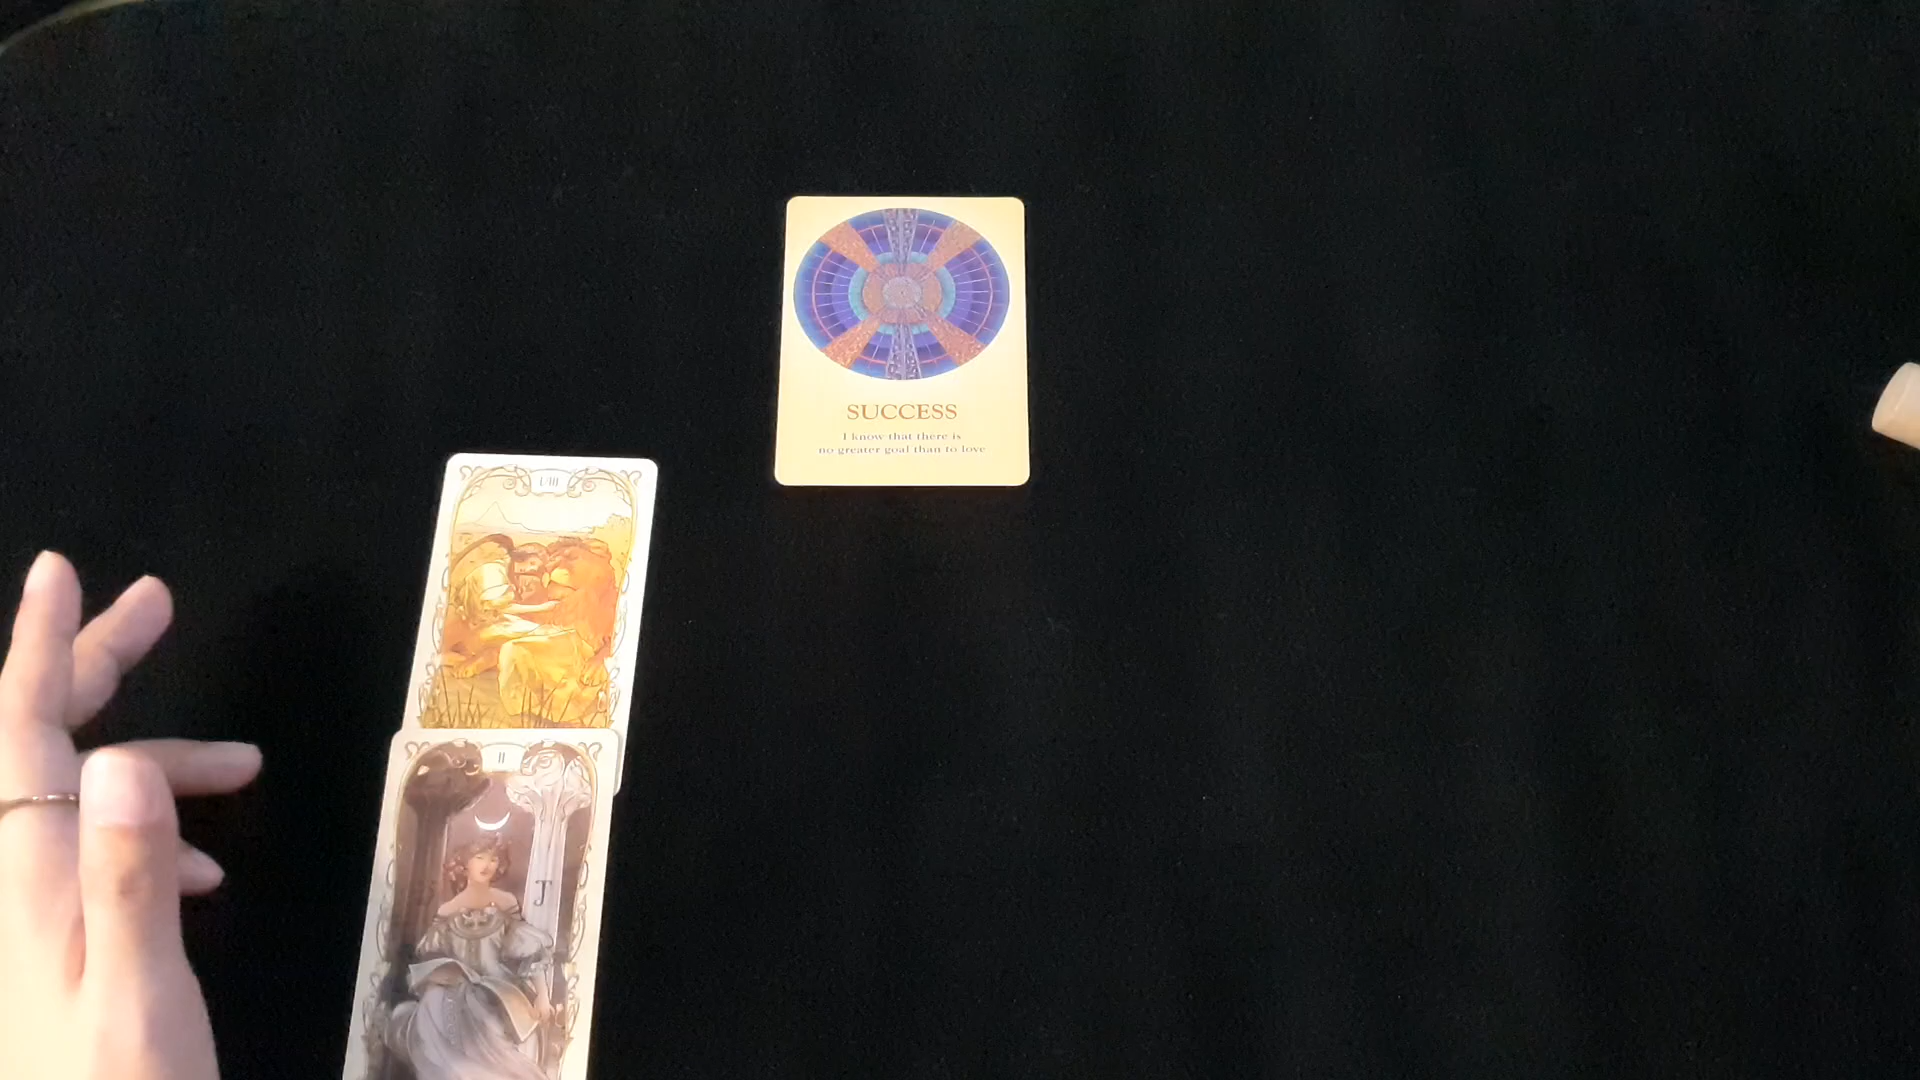 SUCCESS
I know that there is
no greater goal than to love
VIII
II
J